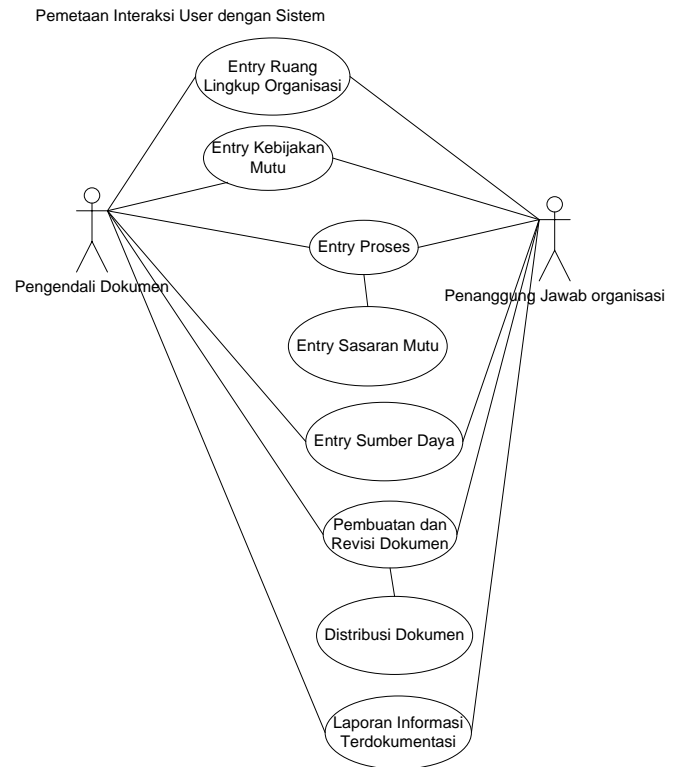 Pemetaan Interaksi User dengan Sistem
Entry Ruang
Lingkup Organisasi
Entry Kebijakan
Mutu
Entry Proses
Pengendali Dokumen
Penanggung Jawab organisasi
Entry Sasaran Mutu
Entry Sumber Daya
Pembuatan dan
Revisi Dokumen
Distribusi Dokumen
Laporan Informasi
Terdokumentasi